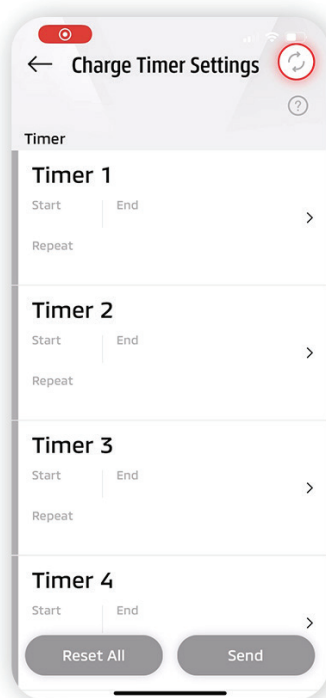 Charge Timer Settings
?
Timer
Timer 1
Start End
Repeat
Timer 2
Start End
Repeat
Timer 3
Start End
Repeat
Timer 4
Start End
Reset All Send